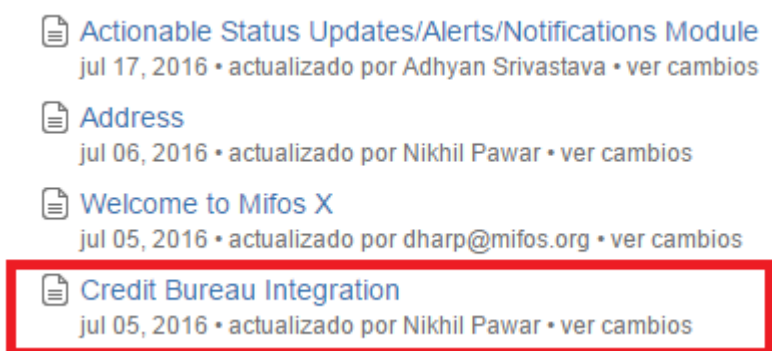 Actionable Status Updates/Alerts/Notifications Module
jul 17, 2016 • actualizado por Adhyan Srivastava • ver cambios
Address
jul 06, 2016 • actualizado por Nikhil Pawar • ver cambios
Welcome to Mifos X
jul 05, 2016 • actualizado por dharp@mifos.org • ver cambios
Credit Bureau Integration
jul 05, 2016 • actualizado por Nikhil Pawar • ver cambios